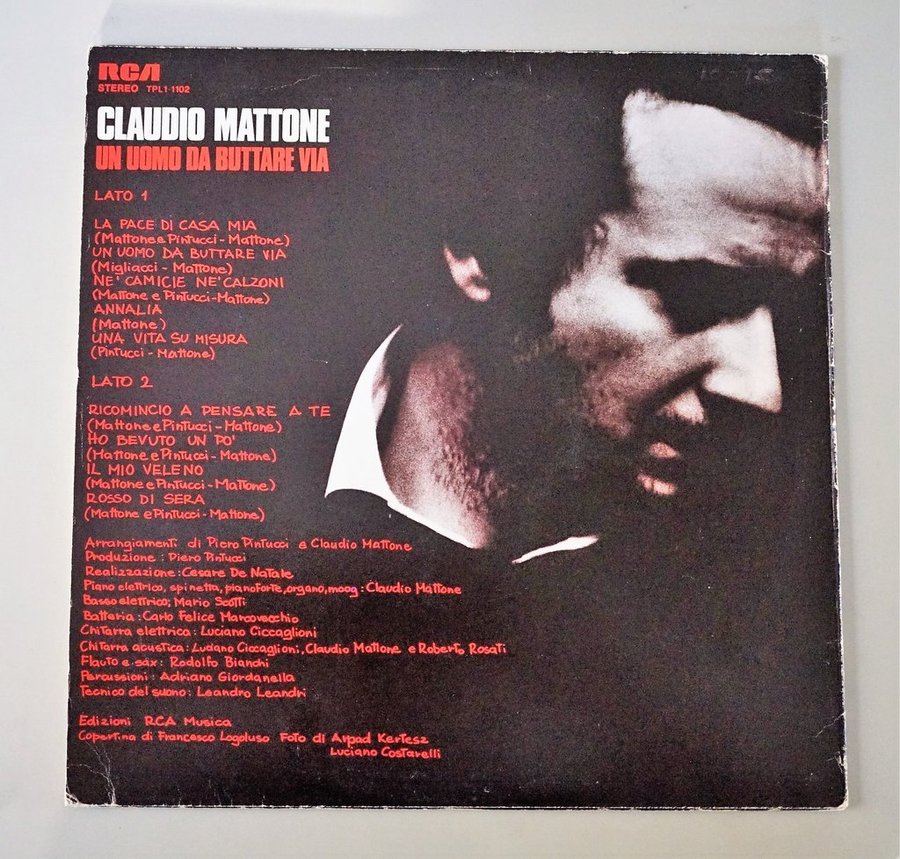 RCA
STEREO TPL1-1102
CLAUDIO MATTONE
UN UOMO DA BUTTARE VIA
LATO 1
LA PACE DI CASA MIA
(Mattone e Pintucci - Mattone)
UN UOMO DA BUTTARE VIA
(Migliacci - Mattone)
NE' CAMICIE NE' CALZONI
(Mattone e Pintucci - Mattone)
ANNALIA
(Mattone)
UNA VITA SU MISURA
(Pintucci - Mattone)
LATO 2
RICOMINCIO A PENSARE A TE
(Mattone e Pintucci - Mattone)
HO BEVUTO UN PO'
(Mattone e Pintucci - Mattone)
IL MIO VELENO
(Mattone e Pintucci - Mattone)
ROSSO DI SERA
(Mattone e Pintucci - Mattone)
Arrangiamenti di Piero Pintucci e Claudio Mattone
Produzione : Piero Pintucci
Realizzazione : Cesare De Natale
Piano elettrico, spinetta, pianoforte, organo, moog : Claudio Mattone
Basso elettrico, Mario Scotti
Batteria : Carlo Felice Marcovecchio
Chitarra elettrica : Luciano Ciccaglioni
Chitarra acustica : Luciano Ciccaglioni, Claudio Mattone e Roberto Rosati
Flauto e sax : Rodolfo Bianchi
Percussioni : Adriano Giordanella
Tecnico del suono : Leandro Leandri
Edizioni RCA Musica
Copertina di Francesco Logoluso Foto di Arpad Kertesz
Luciano Costarelli